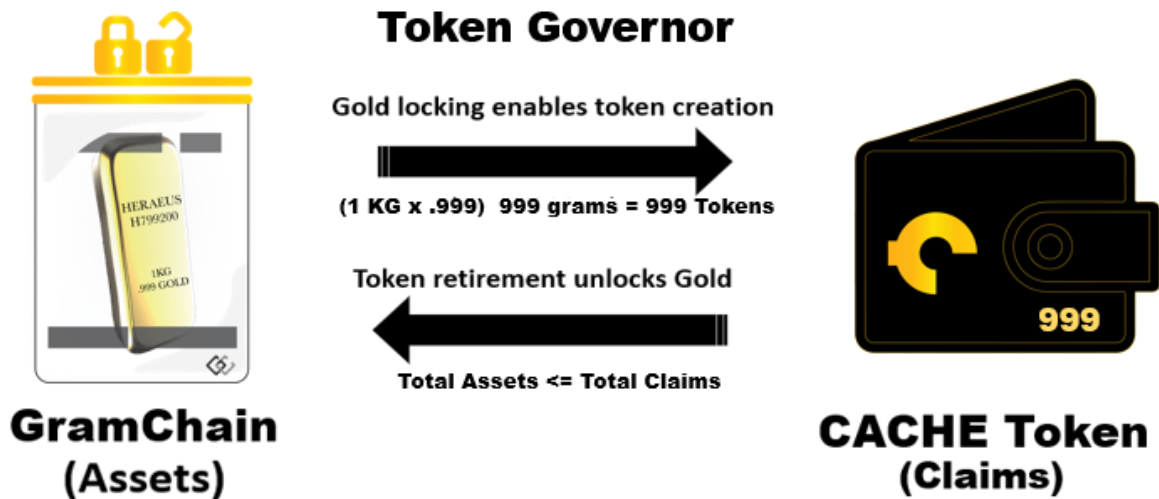 Token Governor
Gold locking enables token creation
(1 KG x .999) 999 grams = 999 Tokens
Token retirement unlocks Gold
Total Assets <= Total Claims
HERAEUS
H799200
1KG
.999 GOLD
999
GramChain
(Assets)
CACHE Token
(Claims)